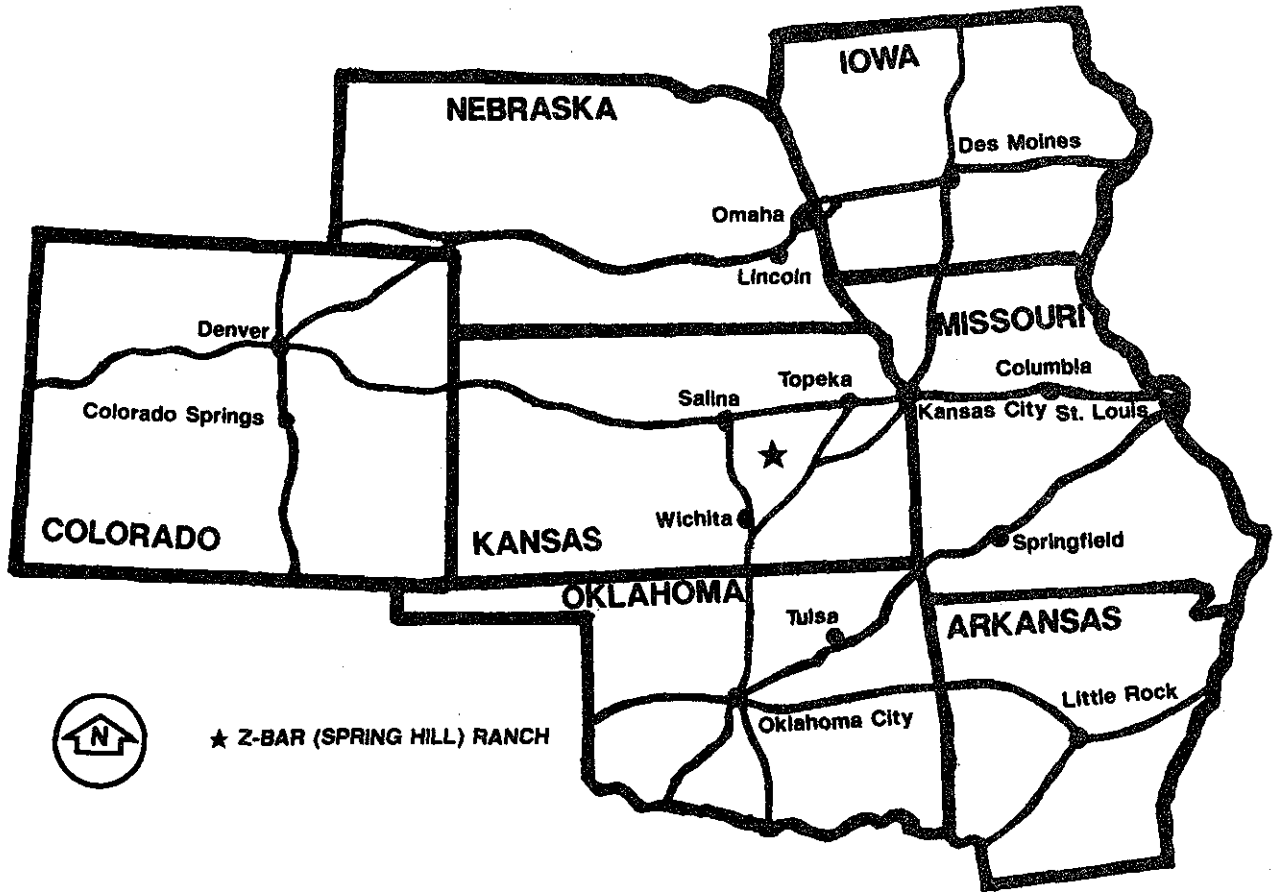 IOWA
NEBRASKA
Des Moines
Omaha
Lincoln
MISSOURI
Denver
Columbia
Topeka
Salina
Kansas City
St. Louis
Colorado Springs
Wichita
COLORADO
KANSAS
Springfield
OKLAHOMA
Tulsa
ARKANSAS
Little Rock
Oklahoma City
N
★ Z-BAR (SPRING HILL) RANCH